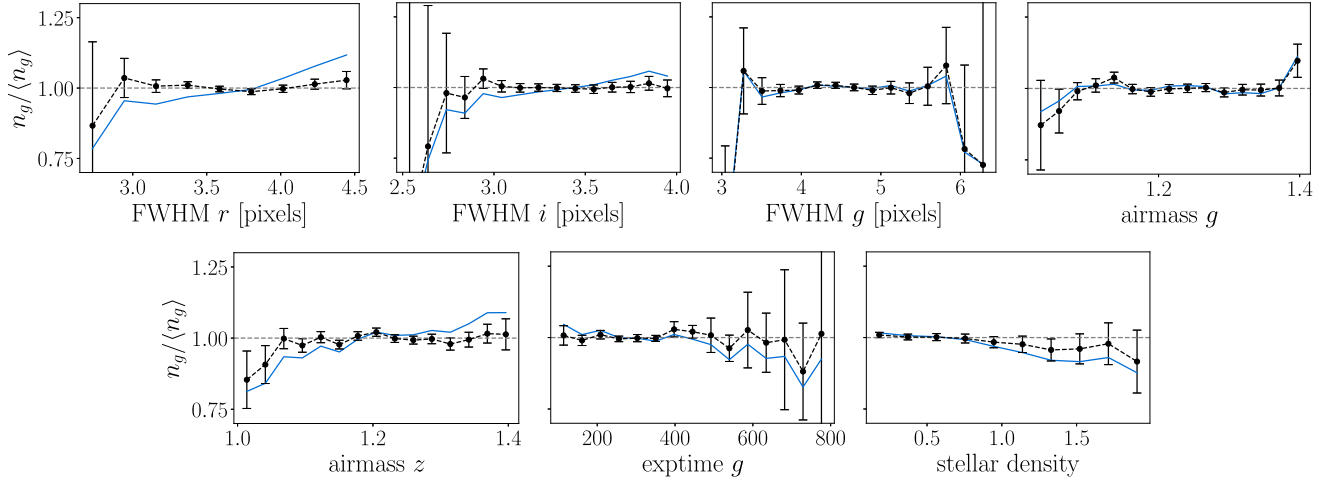 1.25
1.00
0.75
n_g/⟨n_g⟩
3.0 3.5 4.0 4.5
FWHM r [pixels]
2.5 3.0 3.5 4.0
FWHM i [pixels]
3 4 5 6
FWHM g [pixels]
1.2 1.4
airmass g
1.25
1.00
0.75
n_g/⟨n_g⟩
1.0 1.2 1.4
airmass z
200 400 600 800
exptime g
0.5 1.0 1.5
stellar density